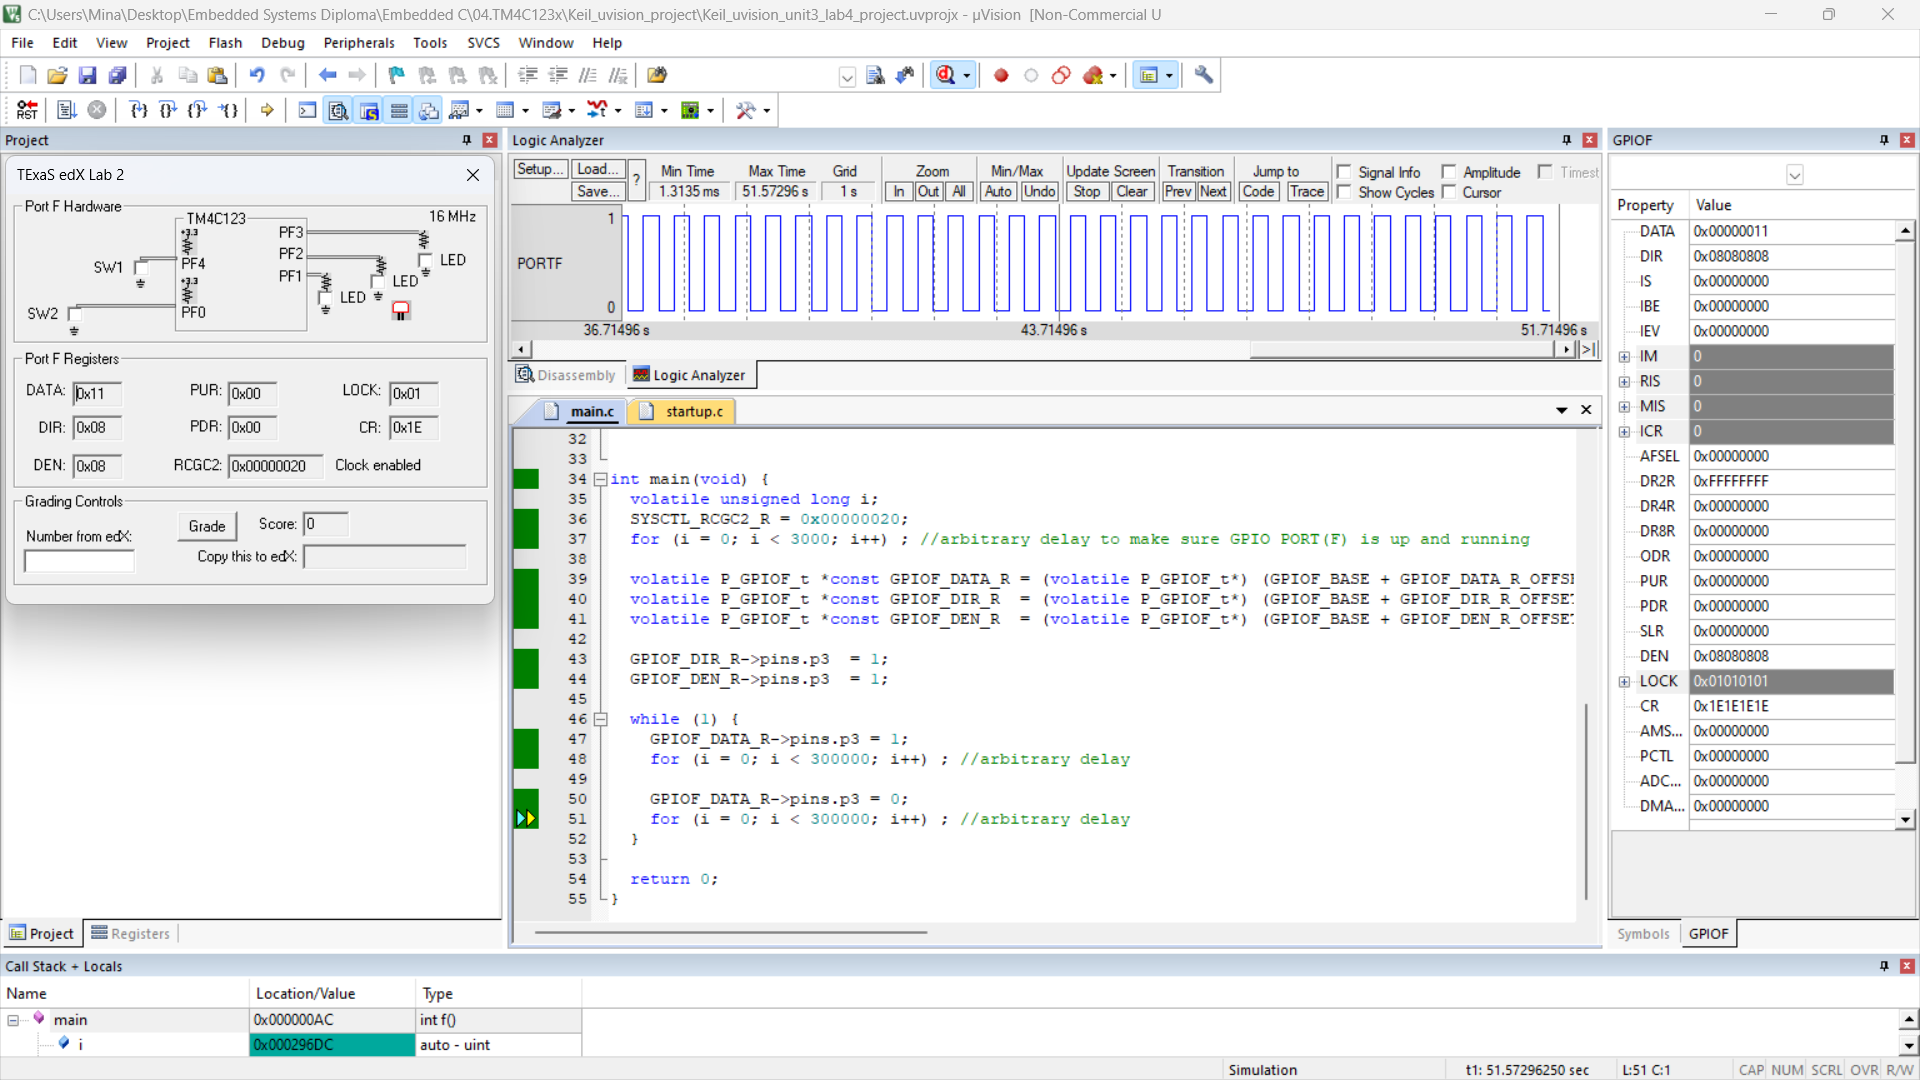 C:\Users\Mina\Desktop\Embedded Systems Diploma\Embedded C\04.TM4C123x\Keil_uvision_project\Keil_uvision_unit3_lab4_project.uvprojx - µVision  [Non-Commercial U
File Edit View Project Flash Debug Peripherals Tools SVCS Window Help
RST
Project
TExaS edX Lab 2
Port F Hardware
TM4C123
16 MHz
+3.3
PF3
PF2
PF4
PF1
SW1
LED
LED
LED
+3.3
SW2
PF0
Port F Registers
DATA: 0x11 PUR: 0x00 LOCK: 0x01
DIR: 0x08 PDR: 0x00 CR: 0x1E
DEN: 0x08 RCGC2: 0x00000020 Clock enabled
Grading Controls
Number from edX:
Grade Score: 0
Copy this to edX:
Project Registers
Logic Analyzer
Setup... Load... Save... ?
Min Time Max Time Grid Zoom Min/Max Update Screen Transition Jump to Signal Info Amplitude Timest
1.3135 ms 51.57296 s 1 s In Out All Auto Undo Stop Clear Prev Next Code Trace Show Cycles Cursor
1
PORTF
0
36.71496 s 43.71496 s 51.71496 s
Disassembly Logic Analyzer
main.c startup.c
32
33
34 int main(void) {
35 volatile unsigned long i;
36 SYSCTL_RCGC2_R = 0x00000020;
37 for (i = 0; i < 3000; i++) ; //arbitrary delay to make sure GPIO PORT(F) is up and running
38
39 volatile P_GPIOF_t *const GPIOF_DATA_R = (volatile P_GPIOF_t*) (GPIOF_BASE + GPIOF_DATA_R_OFFS
40 volatile P_GPIOF_t *const GPIOF_DIR_R  = (volatile P_GPIOF_t*) (GPIOF_BASE + GPIOF_DIR_R_OFFSE
41 volatile P_GPIOF_t *const GPIOF_DEN_R  = (volatile P_GPIOF_t*) (GPIOF_BASE + GPIOF_DEN_R_OFFSE
42
43 GPIOF_DIR_R->pins.p3  = 1;
44 GPIOF_DEN_R->pins.p3  = 1;
45
46 while (1) {
47 GPIOF_DATA_R->pins.p3 = 1;
48 for (i = 0; i < 300000; i++) ; //arbitrary delay
49
50 GPIOF_DATA_R->pins.p3 = 0;
51 for (i = 0; i < 300000; i++) ; //arbitrary delay
52 }
53
54 return 0;
55 }
GPIOF
Property Value
DATA 0x00000011
DIR 0x08080808
IS 0x00000000
IBE 0x00000000
IEV 0x00000000
IM 0
RIS 0
MIS 0
ICR 0
AFSEL 0x00000000
DR2R 0xFFFFFFFF
DR4R 0x00000000
DR8R 0x00000000
ODR 0x00000000
PUR 0x00000000
PDR 0x00000000
SLR 0x00000000
DEN 0x08080808
LOCK 0x01010101
CR 0x1E1E1E1E
AMS... 0x00000000
PCTL 0x00000000
ADC... 0x00000000
DMA... 0x00000000
Symbols GPIOF
Call Stack + Locals
Name Location/Value Type
main 0x000000AC int f()
i 0x000296DC auto - uint
Simulation t1: 51.57296250 sec L:51 C:1 CAP NUM SCRL OVR R/W